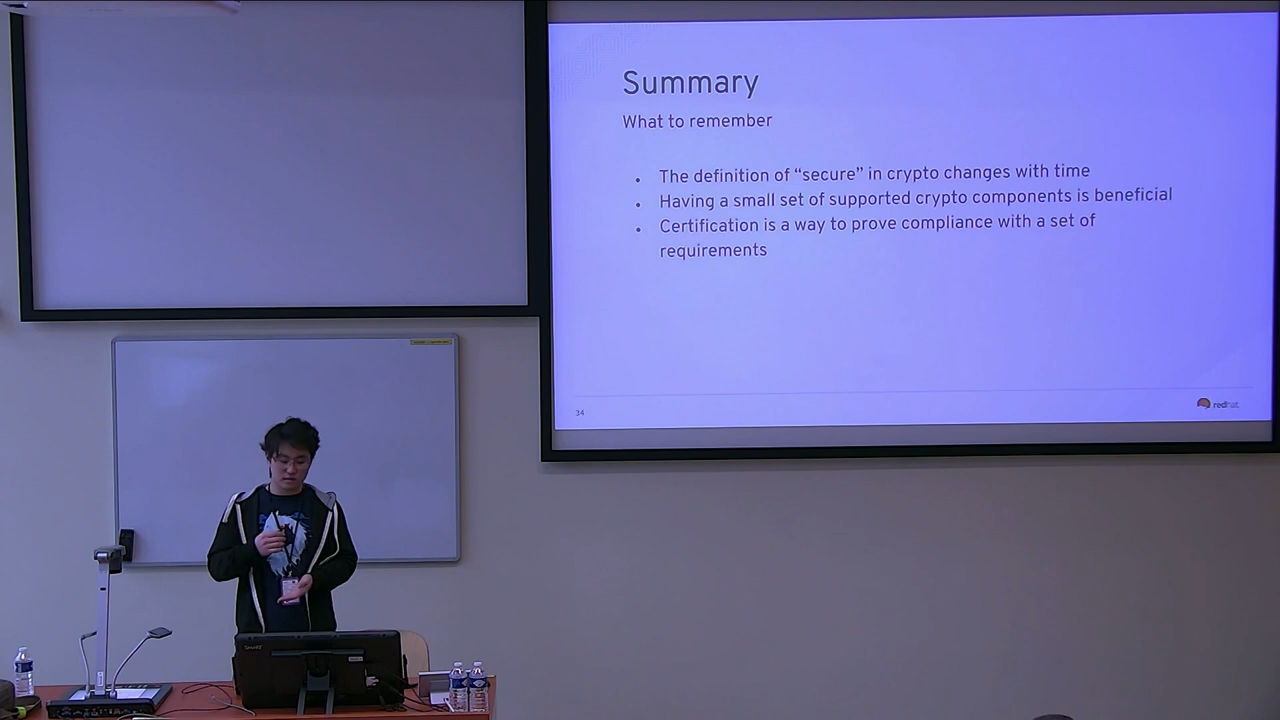 Summary
What to remember
The definition of “secure” in crypto changes with time
Having a small set of supported crypto components is beneficial
Certification is a way to prove compliance with a set of
requirements
34
redhat